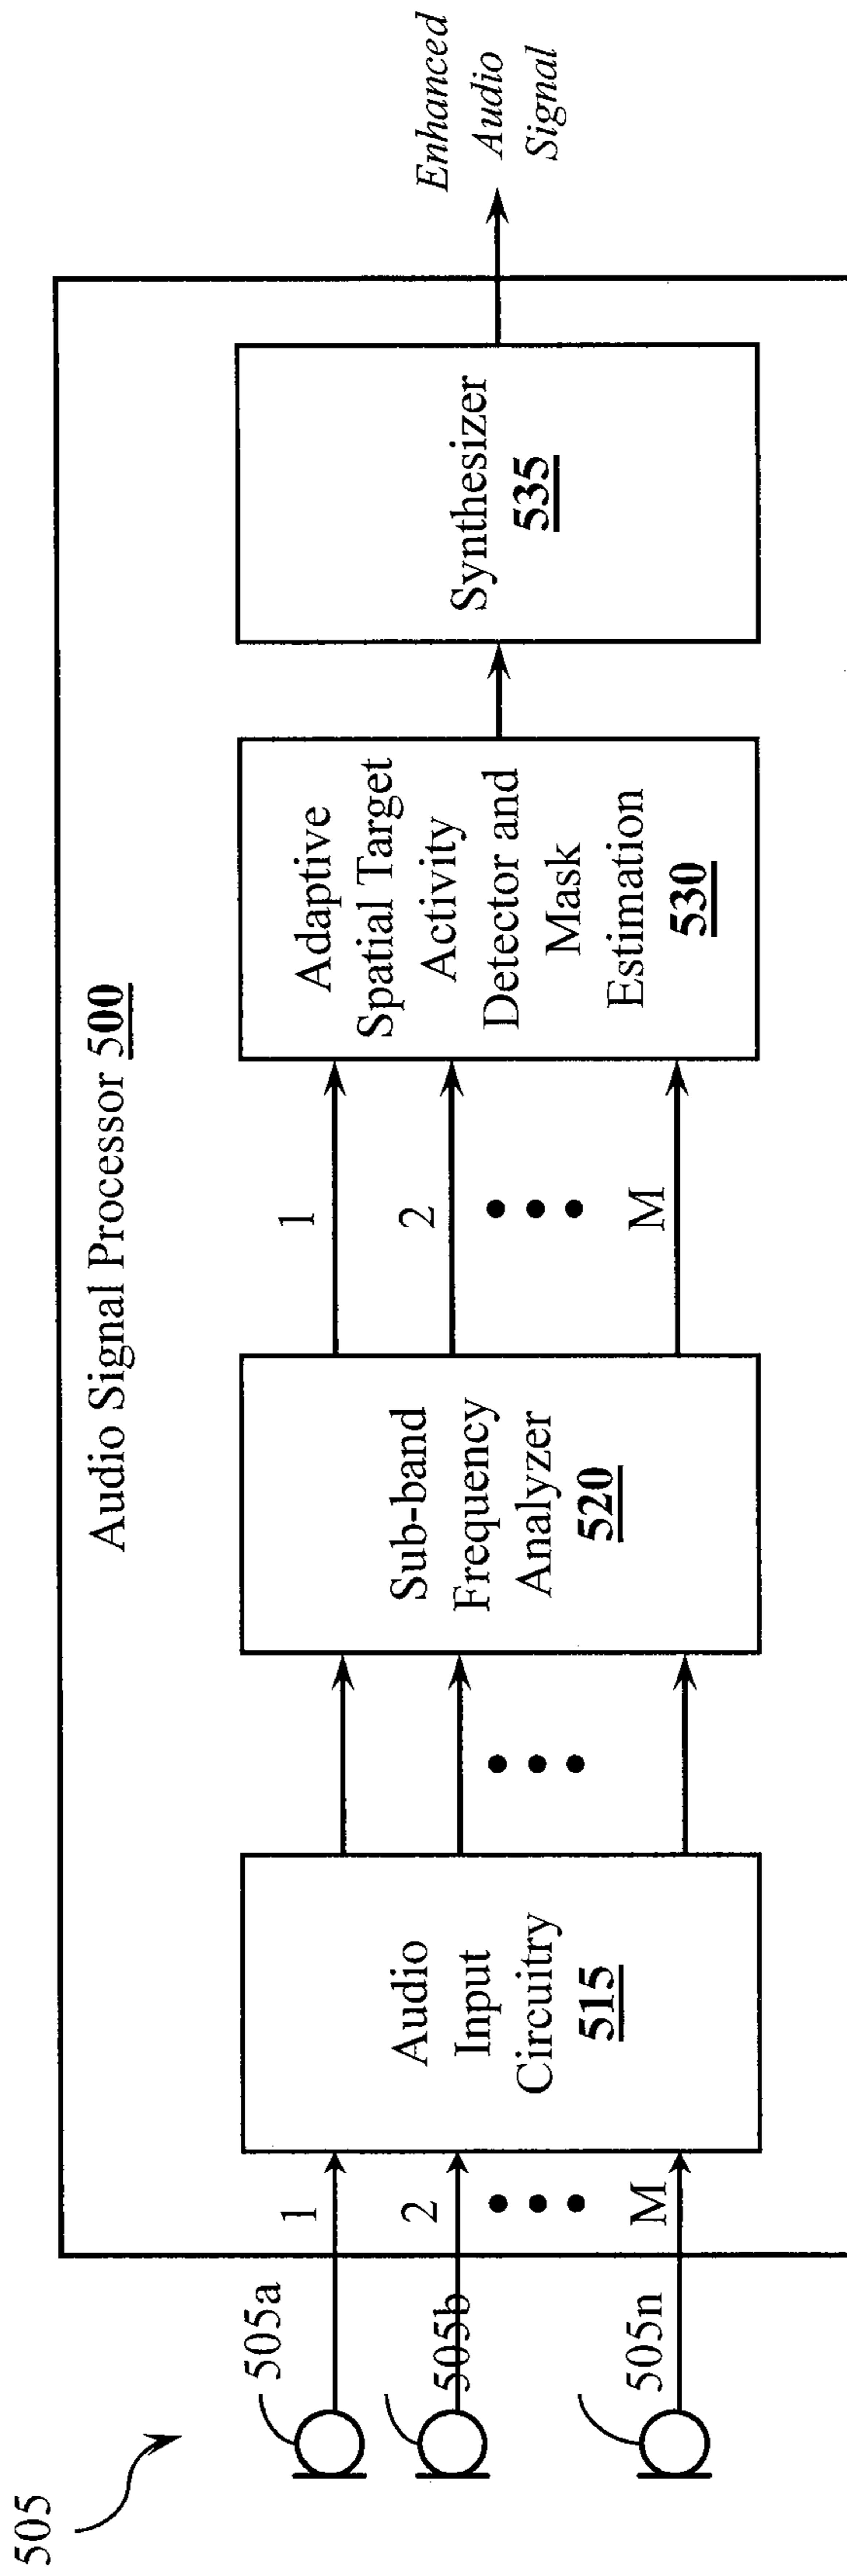 505
505a
505b
505n
Audio Signal Processor 500
1
2
M
Audio
Input
Circuitry
515
Sub-band
Frequency
Analyzer
520
1
2
M
Adaptive
Spatial Target
Activity
Detector and
Mask
Estimation
530
Synthesizer
535
Enhanced
Audio
Signal